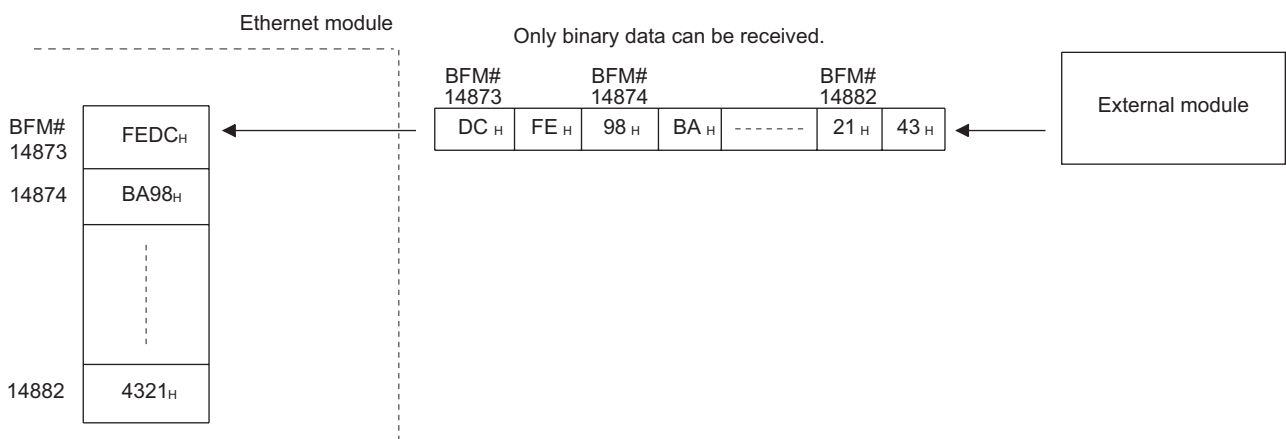 Ethernet module
Only binary data can be received.
BFM# BFM# BFM#
14873 14874 14882
DC H FE H 98 H BA H 21 H 43 H
External module
BFM#
14873
FEDCH
14874
BA98H
14882
4321H